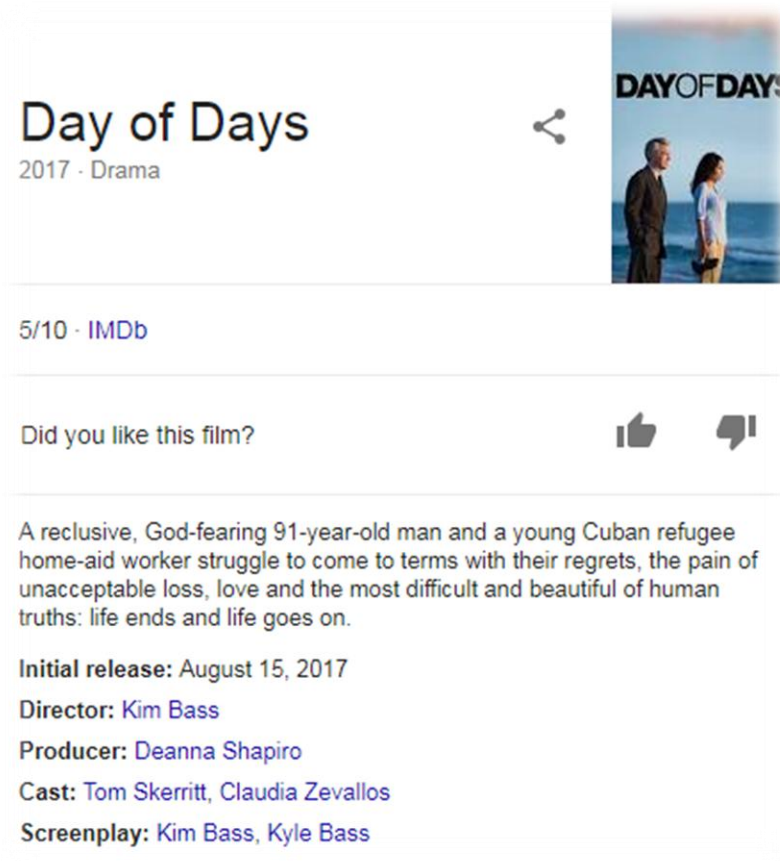 DAYOFDAYS
Day of Days
2017 · Drama
5/10 · IMDb
Did you like this film?
A reclusive, God-fearing 91-year-old man and a young Cuban refugee
home-aid worker struggle to come to terms with their regrets, the pain of
unacceptable loss, love and the most difficult and beautiful of human
truths: life ends and life goes on.
Initial release: August 15, 2017
Director: Kim Bass
Producer: Deanna Shapiro
Cast: Tom Skerritt, Claudia Zevallos
Screenplay: Kim Bass, Kyle Bass